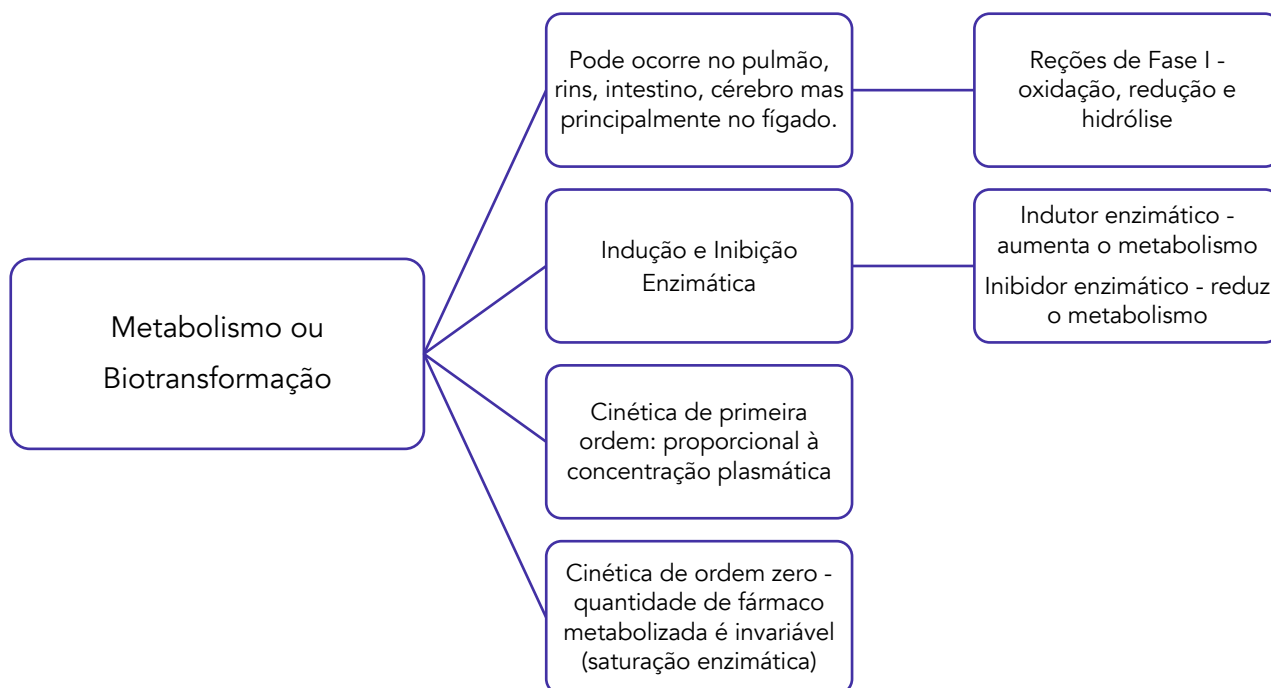 Metabolismo ou
Biotransformação
Pode ocorre no pulmão,
rins, intestino, cérebro mas
principalmente no fígado.
Reções de Fase I -
oxidação, redução e
hidrólise
Indução e Inibição
Enzimática
Indutor enzimático -
aumenta o metabolismo
Inibidor enzimático - reduz
o metabolismo
Cinética de primeira
ordem: proporcional à
concentração plasmática
Cinética de ordem zero -
quantidade de fármaco
metabolizada é invariável
(saturação enzimática)